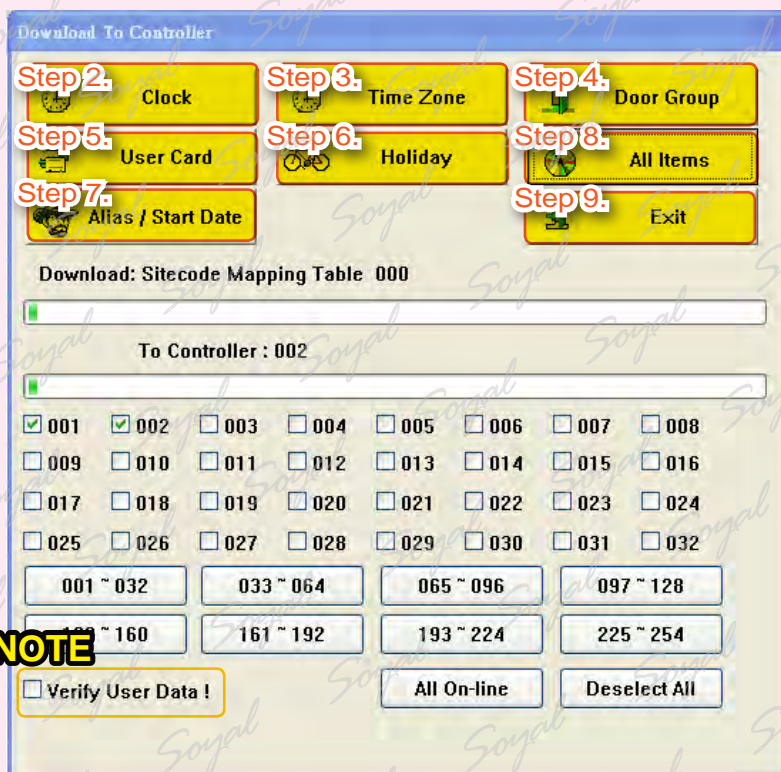 Download To Controller
Step 2. Clock Step 3. Time Zone Step 4. Door Group
Step 5. User Card Step 6. Holiday Step 8. All Items
Step 7. Alias / Start Date Step 9. Exit
Download: Sitecode Mapping Table 000
To Controller : 002
001 002 003 004 005 006 007 008
009 010 011 012 013 014 015 016
017 018 019 020 021 022 023 024
025 026 027 028 029 030 031 032
001 ~ 032 033 ~ 064 065 ~ 096 097 ~ 128
~ 160 161 ~ 192 193 ~ 224 225 ~ 254
NOTE
Verify User Data ! All On-line Deselect All
Soyal